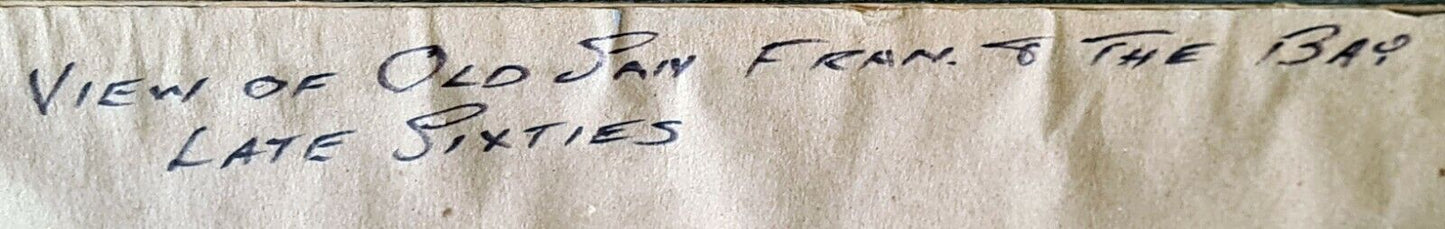 VIEW OF OLD SAN FRAN. & THE BAY
LATE SIXTIES